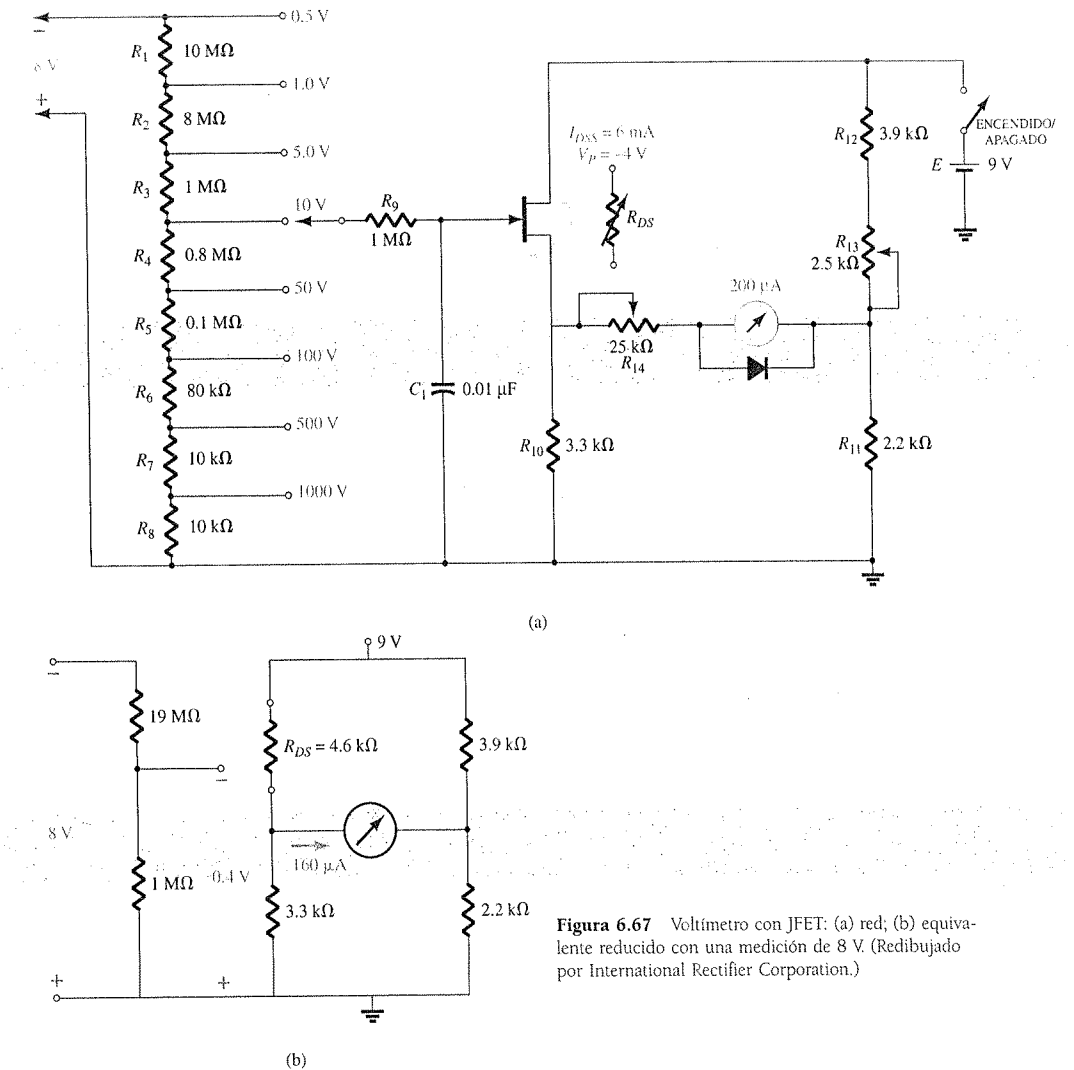 0.5 V
−
R1 10 MΩ
V
+
1.0 V
R2 8 MΩ
5.0 V
R3 1 MΩ
10 V
R9
1 MΩ
R4 0.8 MΩ
50 V
R5 0.1 MΩ
100 V
R6 80 kΩ
500 V
R7 10 kΩ
1000 V
R8 10 kΩ
C1 0.01 µF
IDSS = 6 mA
VP = -4 V
RDS
R12 3.9 kΩ
ENCENDIDO/
APAGADO
E 9 V
R13
2.5 kΩ
200 µA
25 kΩ
R14
R10 3.3 kΩ
R11 2.2 kΩ
(a)
9 V
−
19 MΩ
−
8 V
1 MΩ
-0.4 V
+
+
RDS = 4.6 kΩ
3.9 kΩ
160 µA
3.3 kΩ
2.2 kΩ
(b)
Figura 6.67 Voltímetro con JFET: (a) red; (b) equiva-
lente reducido con una medición de 8 V. (Redibujado
por International Rectifier Corporation.)